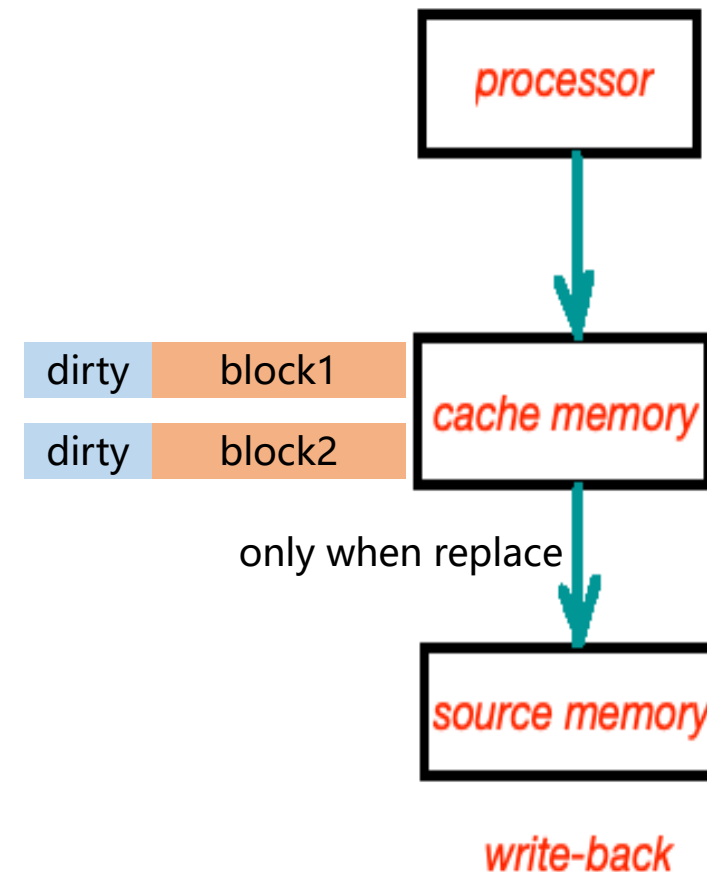 processor
dirty block1
cache memory
dirty block2
only when replace
source memory
write-back